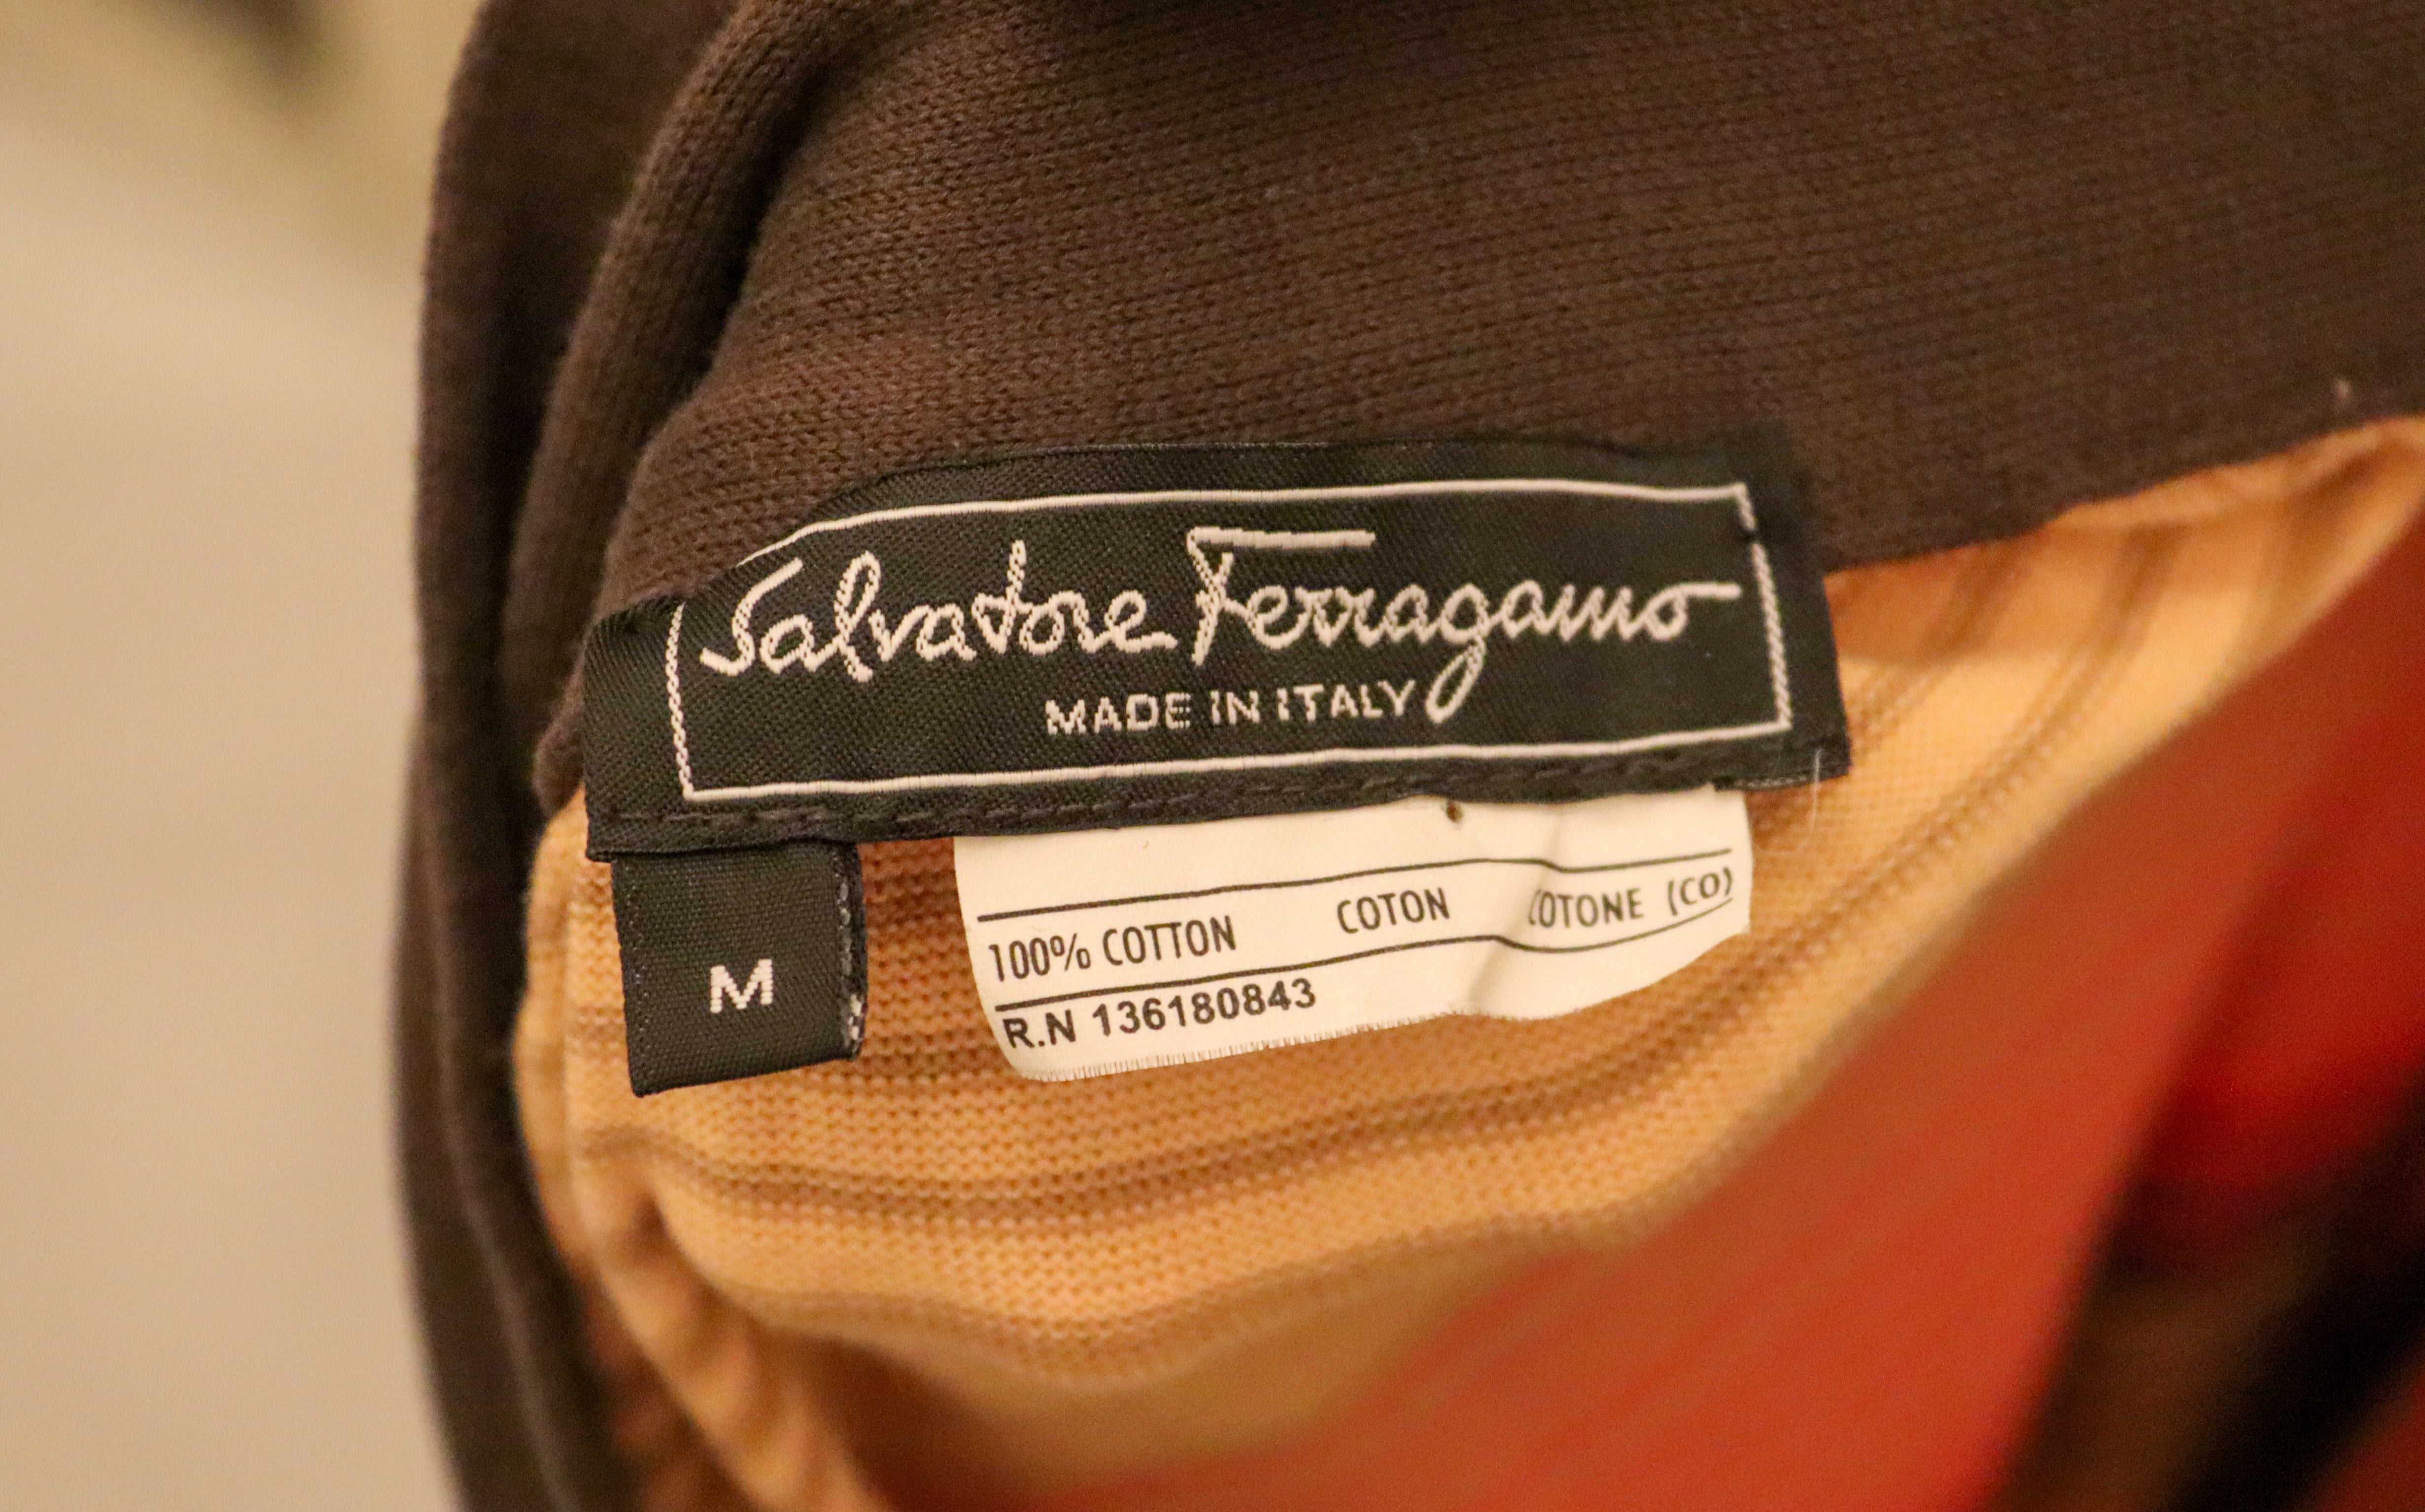 Salvatore Ferragamo
MADE IN ITALY
M
100% COTTON COTON COTONE (CO)
R.N 136180843